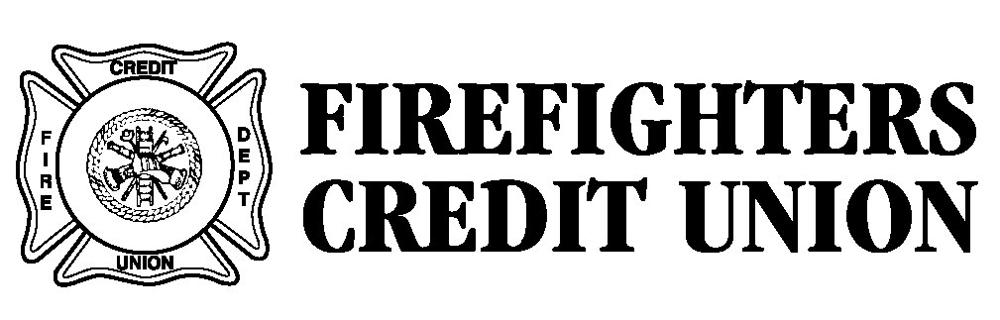 CREDIT
FIRE
DEPT
UNION
FIREFIGHTERS
CREDIT UNION